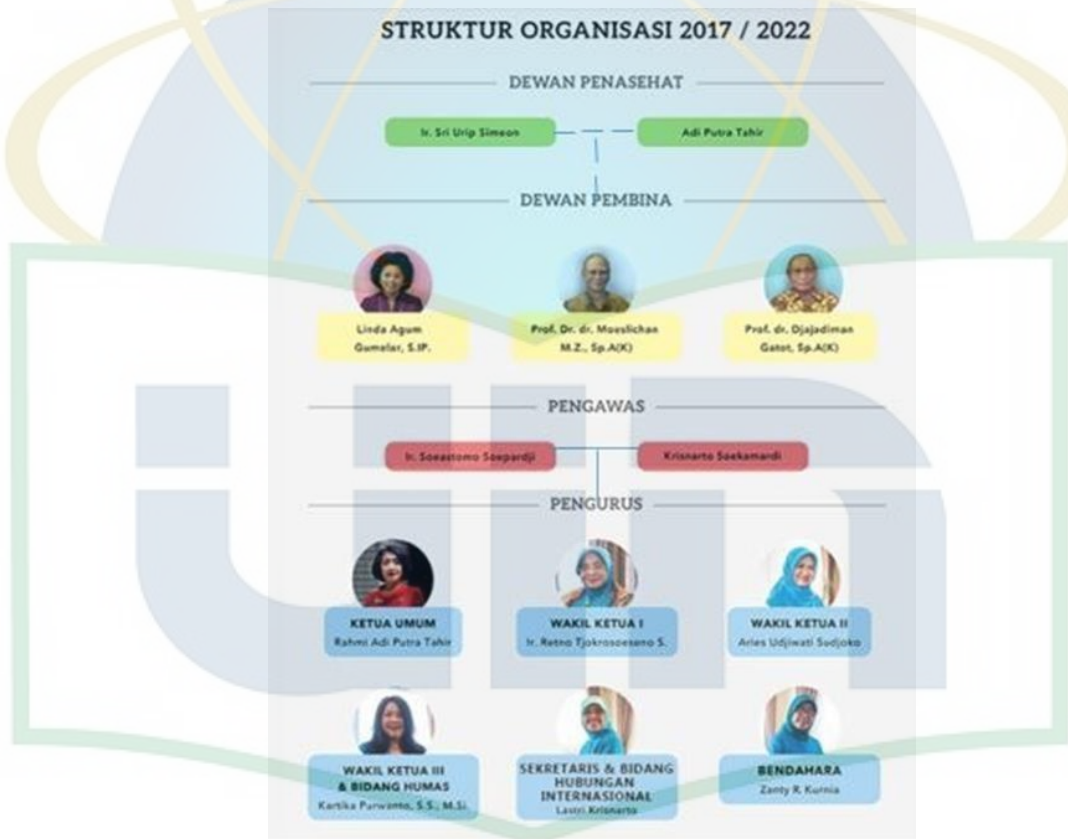 STRUKTUR ORGANISASI 2017 / 2022
DEWAN PENASEHAT
Ir. Sri Urip Simeon
Adi Putra Tahir
DEWAN PEMBINA
Linda Agum
Gumelar, S.IP.
Prof. Dr. dr. Moeslichan
M.Z., Sp.A(K)
Prof. dr. Djajadiman
Gatot, Sp.A(K)
PENGAWAS
Ir. Soeastomo Soepardji
Krisnarto Soekamardi
PENGURUS
KETUA UMUM
Rahmi Adi Putra Tahir
WAKIL KETUA I
Ir. Retno Tjokrosoeseno S.
WAKIL KETUA II
Aries Udjiwati Sudjoko
WAKIL KETUA III
& BIDANG HUMAS
Kartika Purwanto, S.S., M.Si.
SEKRETARIS & BIDANG
HUBUNGAN
INTERNASIONAL
Lastri Krisnarto
BENDAHARA
Zanty R. Kurnia
uin